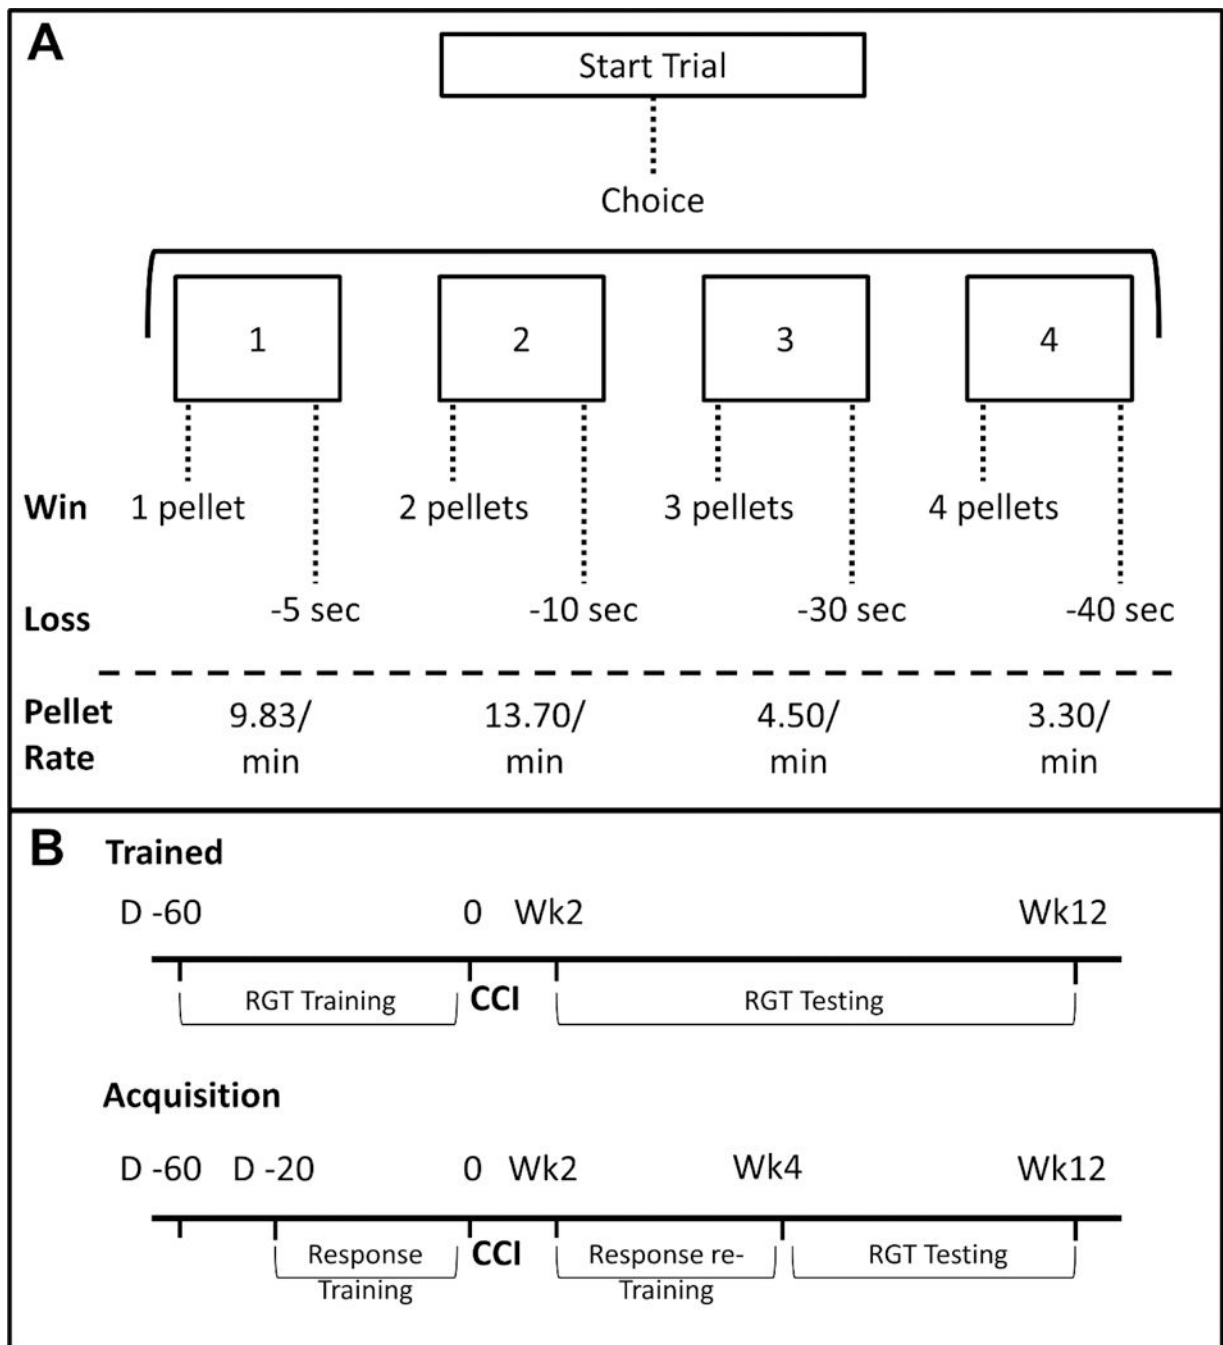 A
Start Trial
Choice
1 2 3 4
Win 1 pellet 2 pellets 3 pellets 4 pellets
Loss -5 sec -10 sec -30 sec -40 sec
Pellet 9.83/ 13.70/ 4.50/ 3.30/
Rate min min min min
B Trained
D -60 0 Wk2 Wk12
RGT Training CCI RGT Testing
Acquisition
D -60 D -20 0 Wk2 Wk4 Wk12
Response CCI Response re- RGT Testing
Training Training